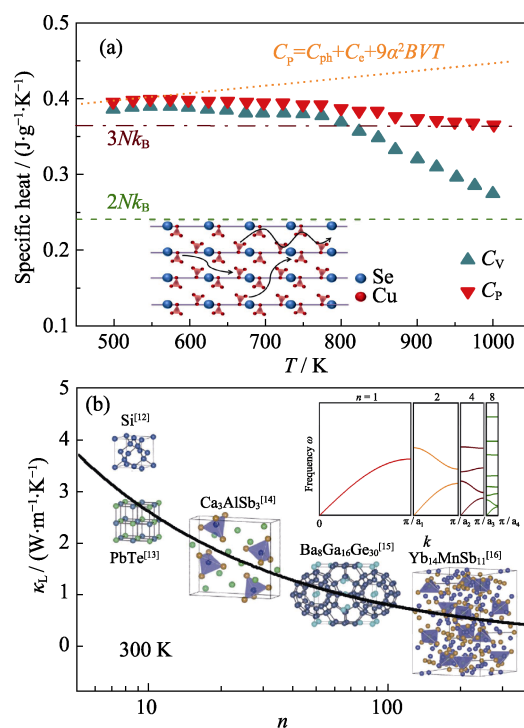 (a)
C_P=C_ph+C_e+9α²BVT
0.5
0.4
0.3
0.2
0.1
Specific heat / (J·g⁻¹·K⁻¹)
3Nk_B
2Nk_B
Se
Cu
C_V
C_P
500 600 700 800 900 1000
T / K
(b)
5
4
3
2
1
0
κ_L / (W·m⁻¹·K⁻¹)
Si[12]
PbTe[13]
Ca₃AlSb₃[14]
Ba₈Ga₁₆Ge₃₀[15]
Yb₁₄MnSb₁₁[16]
n = 1 2 4 8
Frequency ω
0 π / a₁ π / a₂ π / a₃ π / a₄
k
300 K
10 100
n